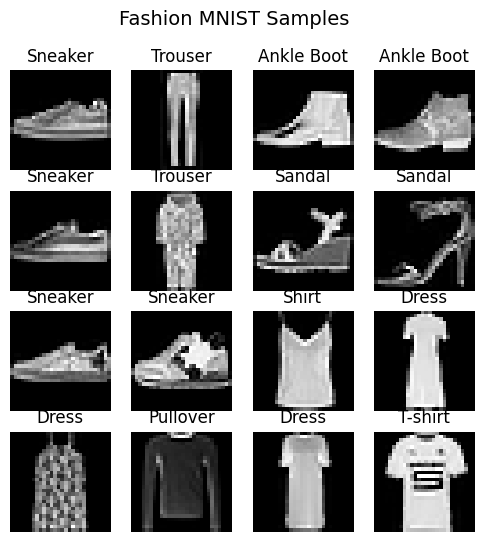 Fashion MNIST Samples
Sneaker Trouser Ankle Boot Ankle Boot
Sneaker Trouser Sandal Sandal
Sneaker Sneaker Shirt Dress
Dress Pullover Dress T-shirt